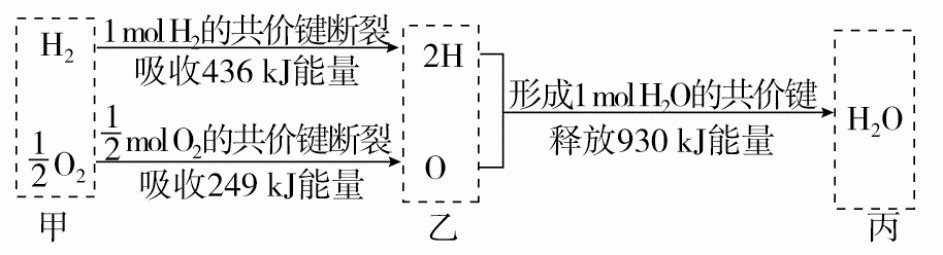 H₂
1 mol H₂的共价键断裂
吸收436 kJ能量
2H
形成1 mol H₂O的共价键
释放930 kJ能量
H₂O
1/2 O₂
1/2 mol O₂的共价键断裂
吸收249 kJ能量
O
甲
乙
丙